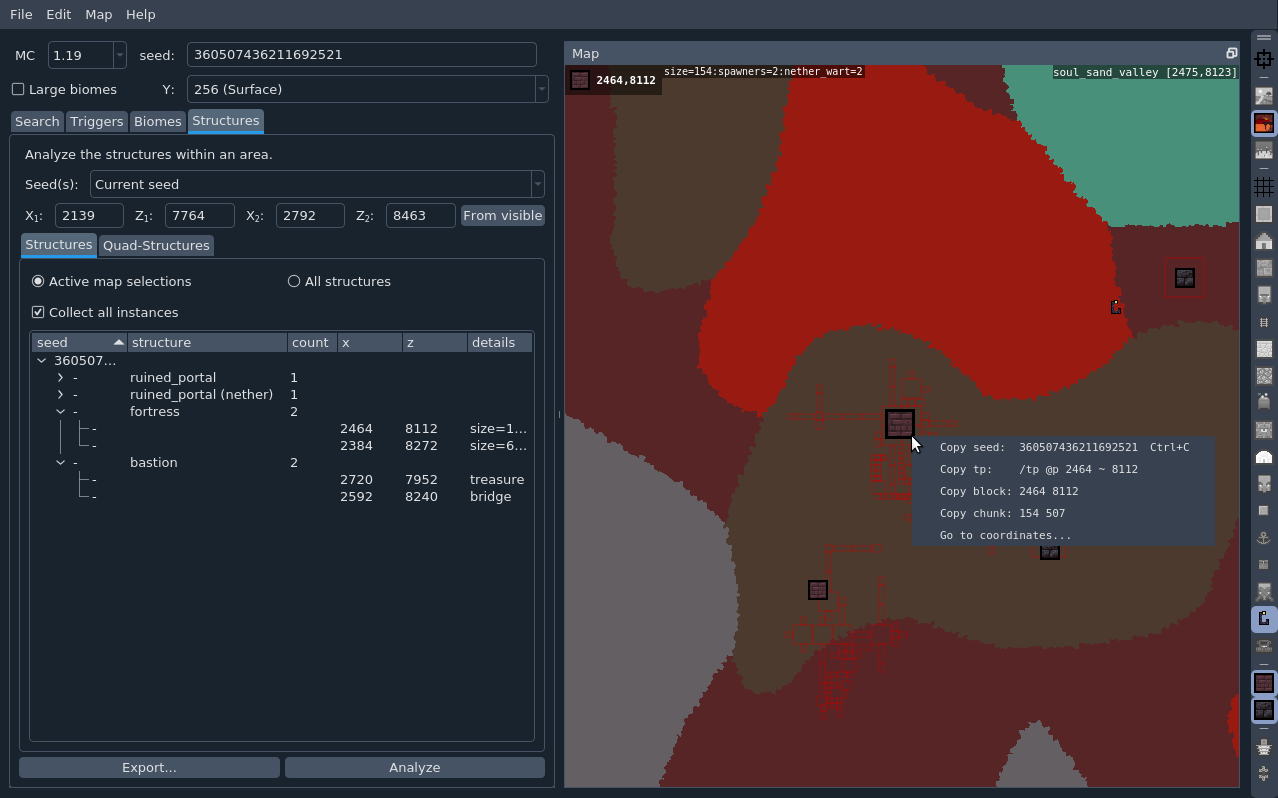 File Edit Map Help
MC 1.19 seed: 360507436211692521
Large biomes Y: 256 (Surface)
Search Triggers Biomes Structures
Analyze the structures within an area.
Seed(s): Current seed
X₁: 2139 Z₁: 7764 X₂: 2792 Z₂: 8463 From visible
Structures Quad-Structures
Active map selections All structures
Collect all instances
seed structure count x z details
360507...
- ruined_portal 1
- ruined_portal (nether) 1
- fortress 2
- 2464 8112 size=1...
- 2384 8272 size=6...
- bastion 2
- 2720 7952 treasure
- 2592 8240 bridge
Export... Analyze
Map
2464,8112 size=154:spawners=2:nether_wart=2 soul_sand_valley [2475,8123]
Copy seed: 360507436211692521 Ctrl+C
Copy tp: /tp @p 2464 ~ 8112
Copy block: 2464 8112
Copy chunk: 154 507
Go to coordinates...